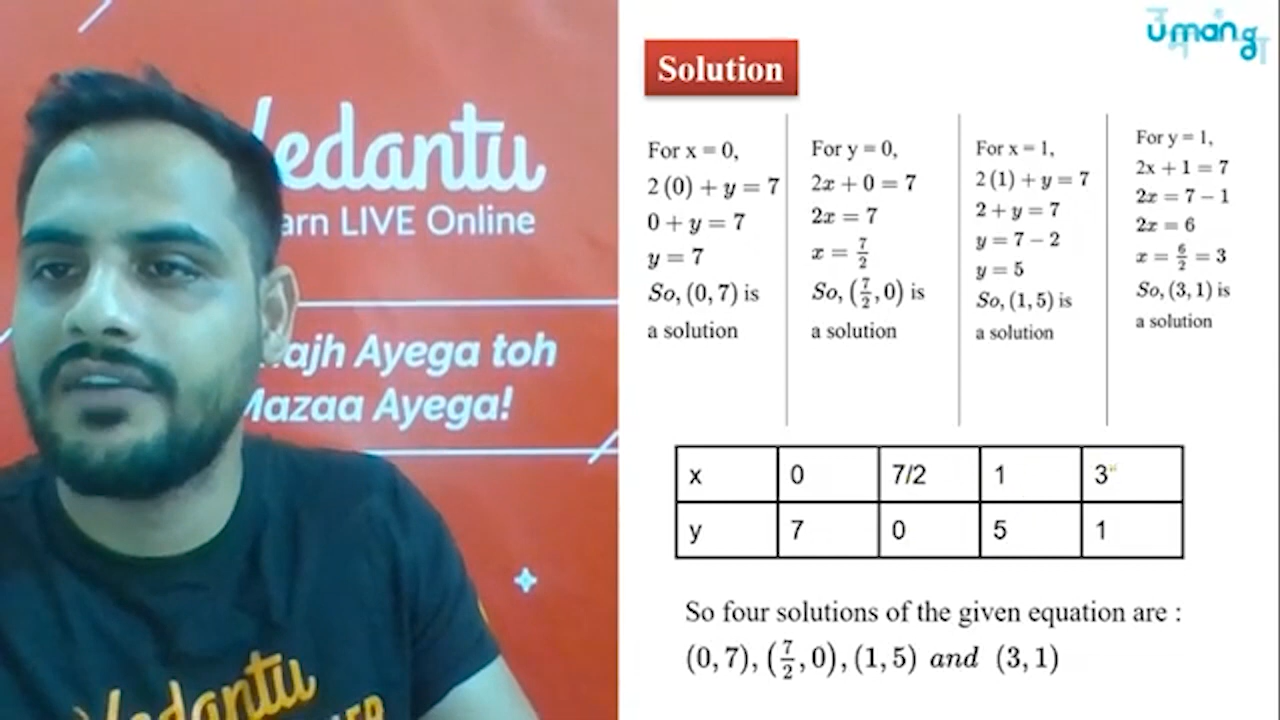 edantu
arn LIVE Online
ajh Ayega toh
Mazaa Ayega!
edantu
umang
Solution
For x = 0,
2 (0) + y = 7
0 + y = 7
y = 7
So, (0, 7) is
a solution
For y = 0,
2x + 0 = 7
2x = 7
x = 7/2
So, (7/2, 0) is
a solution
For x = 1,
2 (1) + y = 7
2 + y = 7
y = 7 − 2
y = 5
So, (1, 5) is
a solution
For y = 1,
2x + 1 = 7
2x = 7 − 1
2x = 6
x = 6/2 = 3
So, (3, 1) is
a solution
x 0 7/2 1 3
y 7 0 5 1
So four solutions of the given equation are :
(0, 7), (7/2, 0), (1, 5) and (3, 1)